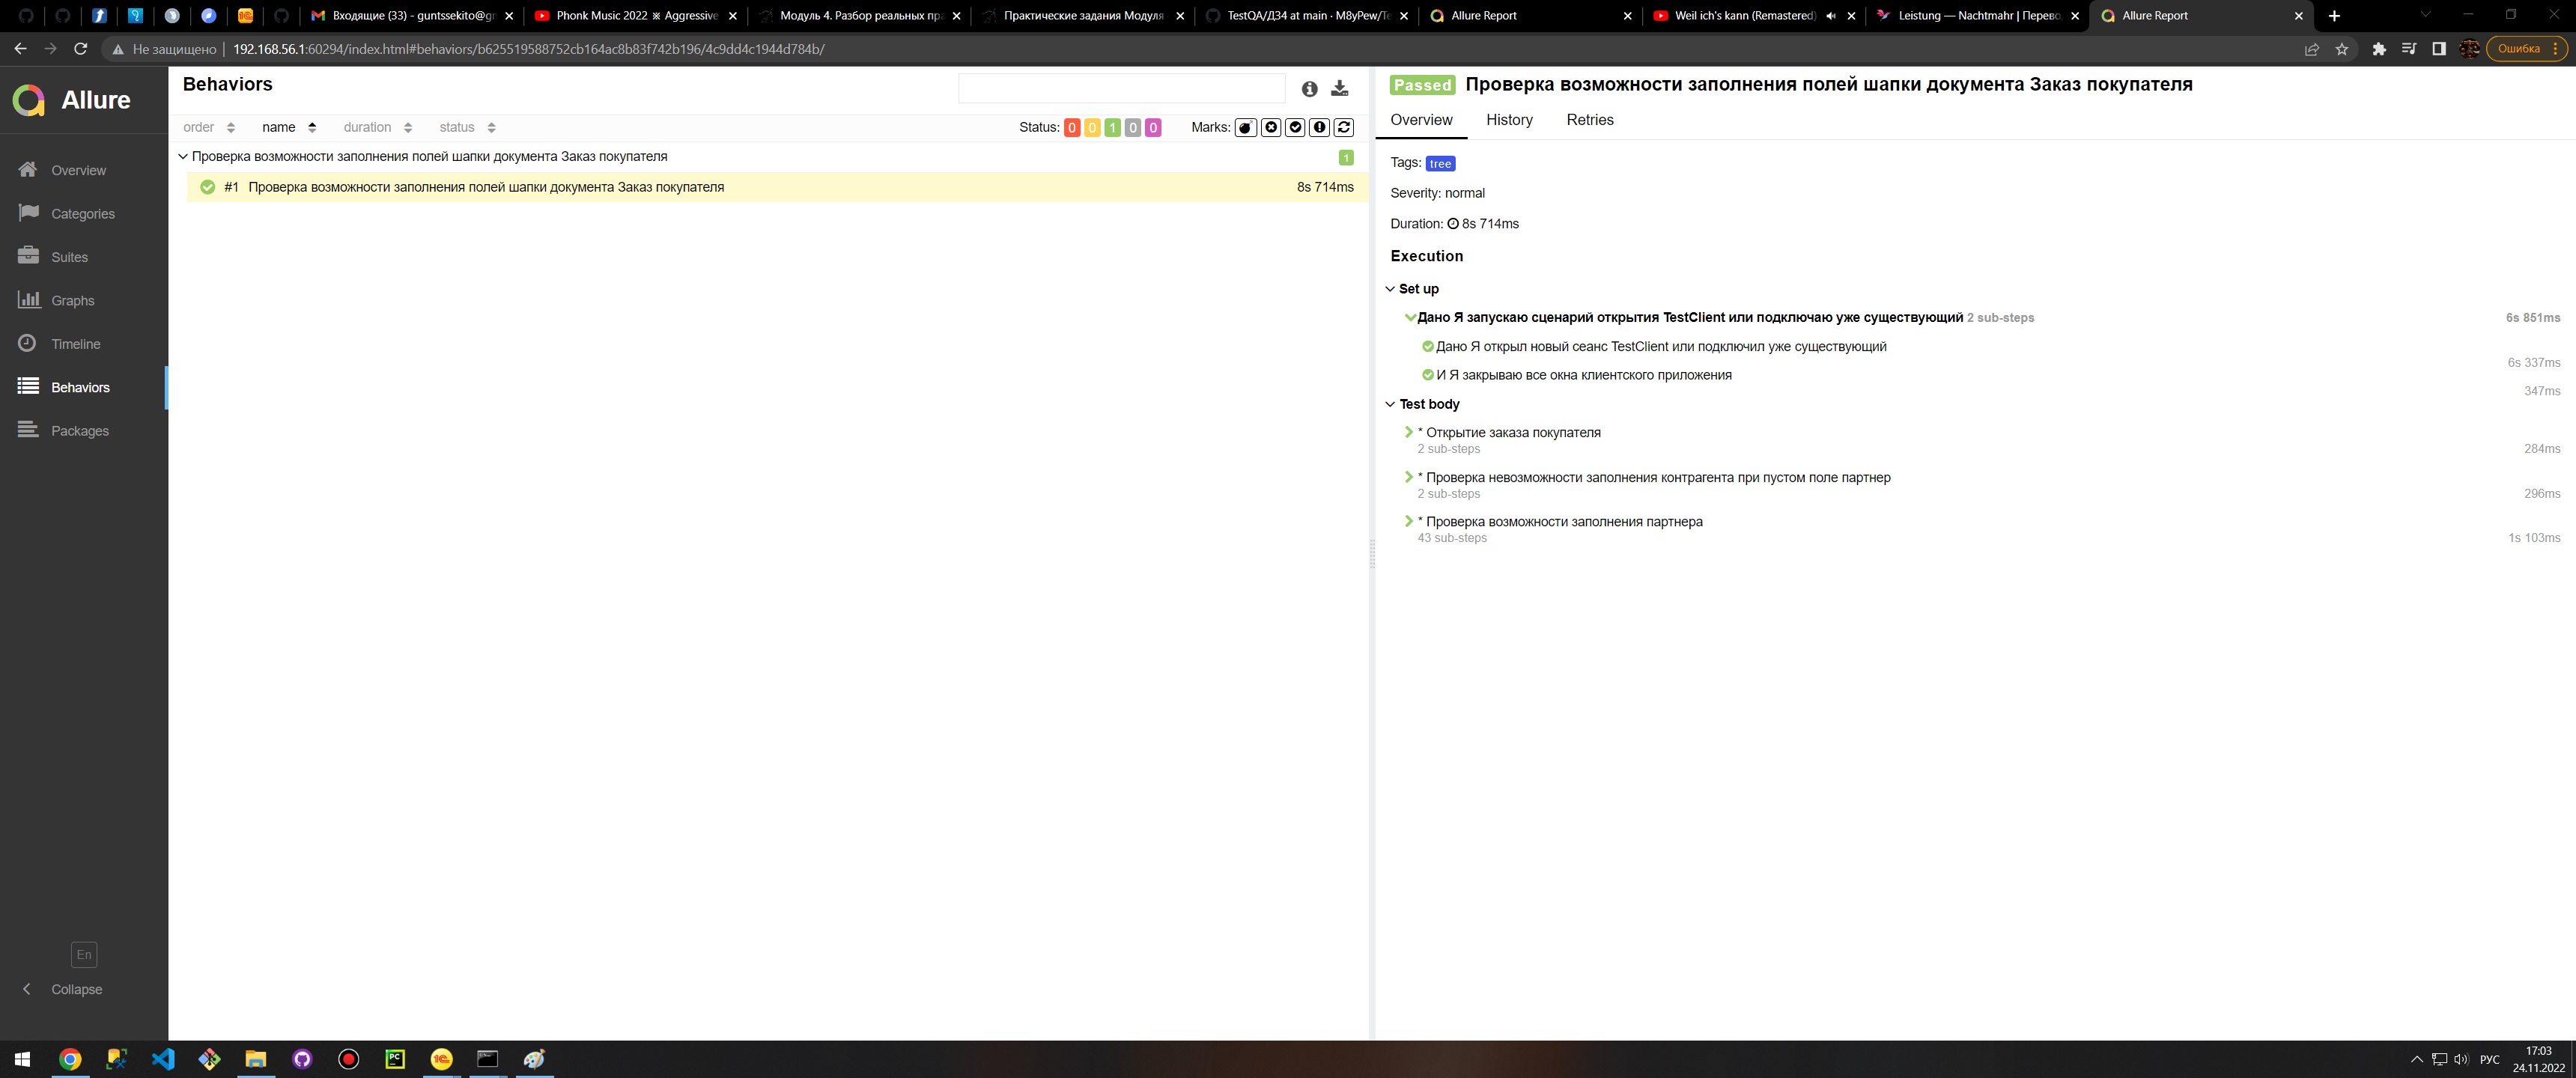 Входящие (33) - guntssekito@g
Phonk Music 2022 ※ Aggressive
Модуль 4. Разбор реальных пр
Практические задания Модуля
TestQA/ДЗ4 at main · M8yPew/Te
Allure Report
Weil ich's kann (Remastered)
Leistung — Nachtmahr | Перево
Allure Report
Не защищено
192.168.56.1:60294/index.html#behaviors/b625519588752cb164ac8b83f742b196/4c9dd4c1944d784b/
Ошибка
Allure
Overview
Categories
Suites
Graphs
Timeline
Behaviors
Packages
En
Collapse
Behaviors
order name duration status
Status: 0 0 1 0 0 Marks:
Проверка возможности заполнения полей шапки документа Заказ покупателя 1
#1 Проверка возможности заполнения полей шапки документа Заказ покупателя 8s 714ms
Passed Проверка возможности заполнения полей шапки документа Заказ покупателя
Overview History Retries
Tags: tree
Severity: normal
Duration: 8s 714ms
Execution
Set up
Дано Я запускаю сценарий открытия TestClient или подключаю уже существующий 2 sub-steps 6s 851ms
Дано Я открыл новый сеанс TestClient или подключил уже существующий
6s 337ms
И Я закрываю все окна клиентского приложения
347ms
Test body
* Открытие заказа покупателя
2 sub-steps 284ms
* Проверка невозможности заполнения контрагента при пустом поле партнер
2 sub-steps 296ms
* Проверка возможности заполнения партнера
43 sub-steps 1s 103ms
РУС
17:03
24.11.2022